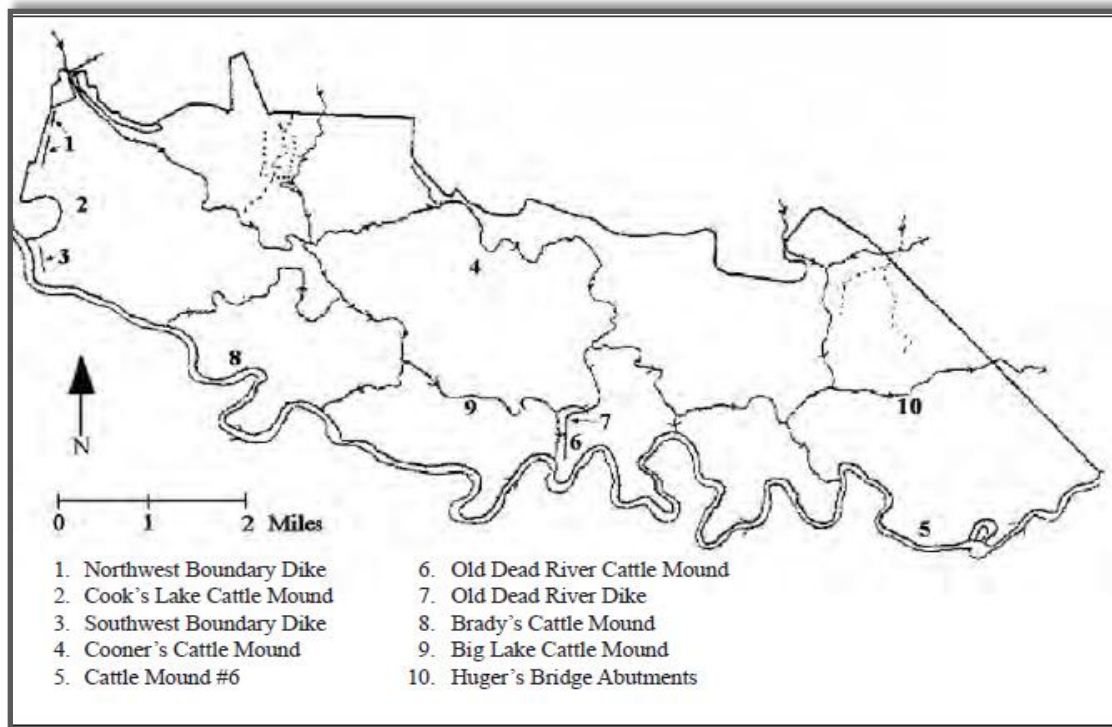 1
2
3
4
8
9
7
6
10
5
N
0 1 2 Miles
1. Northwest Boundary Dike
2. Cook's Lake Cattle Mound
3. Southwest Boundary Dike
4. Cooner's Cattle Mound
5. Cattle Mound #6
6. Old Dead River Cattle Mound
7. Old Dead River Dike
8. Brady's Cattle Mound
9. Big Lake Cattle Mound
10. Huger's Bridge Abutments